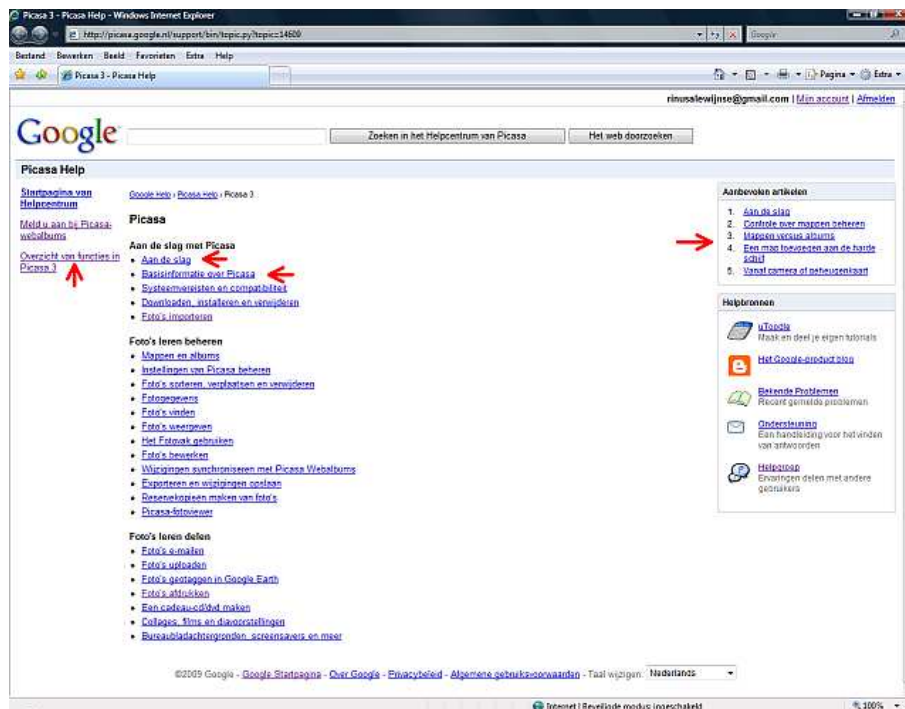 Picasa 3 - Picasa Help - Windows Internet Explorer
http://picasa.google.nl/support/bin/topic.py?topic=14600
Google
Bestand Bewerken Beeld Favorieten Extra Help
Picasa 3 - Picasa Help
Pagina Extra
rinusalewijnse@gmail.com | Mijn account | Afmelden
Google
Zoeken in het Helpcentrum van Picasa
Het web doorzoeken
Picasa Help
Startpagina van
Helpcentrum
Meld u aan bij Picasa-
webalbums
Overzicht van functies in
Picasa 3
Google Help › Picasa Help › Picasa 3
Picasa
Aan de slag met Picasa
Aan de slag
Basisinformatie over Picasa
Systeemvereisten en compatibiliteit
Downloaden, installeren en verwijderen
Foto's importeren
Foto's leren beheren
Mappen en albums
Instellingen van Picasa beheren
Foto's sorteren, verplaatsen en verwijderen
Fotogegevens
Foto's vinden
Foto's weergeven
Het Fotovak gebruiken
Foto's bewerken
Wijzigingen synchroniseren met Picasa Webalbums
Exporteren en wijzigingen opslaan
Reservekopieën maken van foto's
Picasa-fotoviewer
Foto's leren delen
Foto's e-mailen
Foto's uploaden
Foto's geotaggen in Google Earth
Foto's afdrukken
Een cadeau-cd/dvd maken
Collages, films en diavoorstellingen
Bureaubladachtergronden, screensavers en meer
Aanbevolen artikelen
1. Aan de slag
2. Controle over mappen beheren
3. Mappen versus albums
4. Een map toevoegen aan de harde
schijf
5. Vanaf camera of geheugenkaart
Helpbronnen
uToodle
Maak en deel je eigen tutorials
Het Google-product blog
Bekende Problemen
Recent gemelde problemen
Ondersteuning
Een handleiding voor het vinden
van antwoorden
Helpgroep
Ervaringen delen met andere
gebruikers
©2009 Google - Google Startpagina - Over Google - Privacybeleid - Algemene gebruiksvoorwaarden - Taal wijzigen: Nederlands
Internet | Beveiligde modus: ingeschakeld
100%